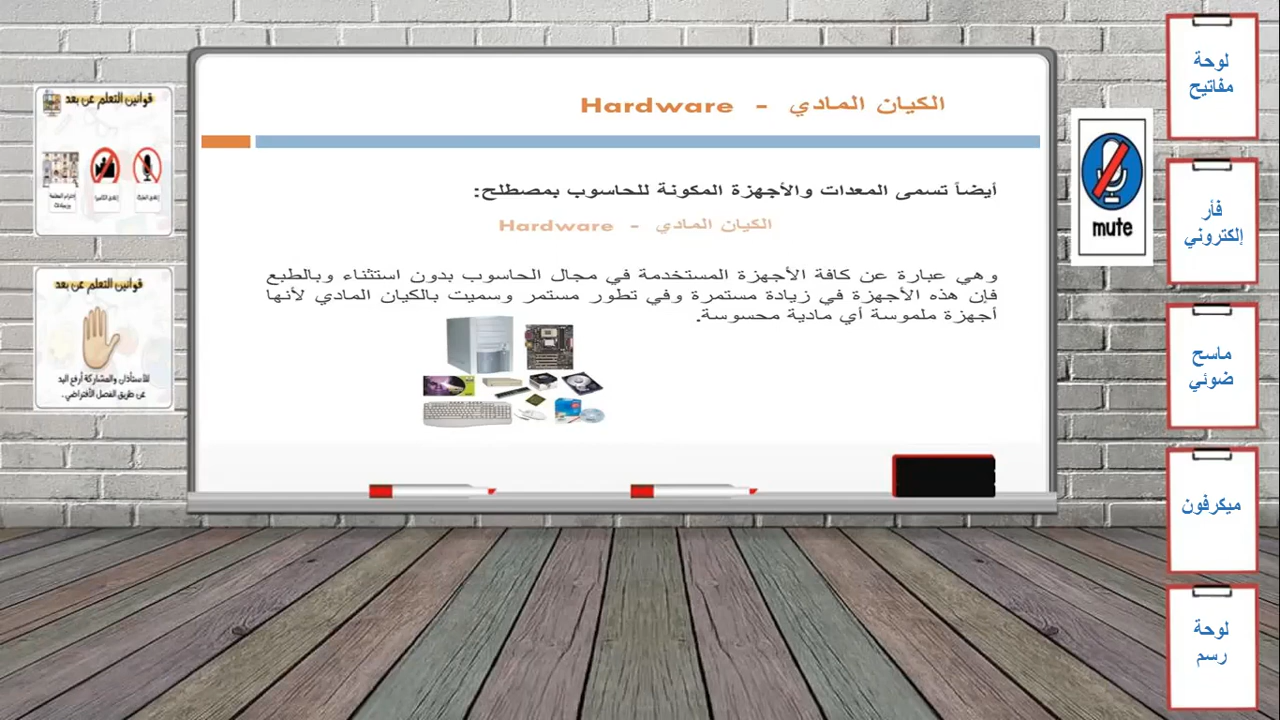 الكيان المادي - Hardware
أيضاً تسمى المعدات والأجهزة المكونة للحاسوب بمصطلح:
الكيان المادي - Hardware
وهي عبارة عن كافة الأجهزة المستخدمة في مجال الحاسوب بدون استثناء وبالطبع
فإن هذه الأجهزة في زيادة مستمرة وفي تطور مستمر وسميت بالكيان المادي لأنها
أجهزة ملموسة أي مادية محسوسة.
mute
لوحة
مفاتيح
فأر
إلكتروني
ماسح
ضوئي
ميكرفون
لوحة
رسم
قوانين التعلم عن بعد
قوانين التعلم عن بعد
للأستأذان والمشاركة أرفع اليد
عن طريق الفصل الأفتراضي.